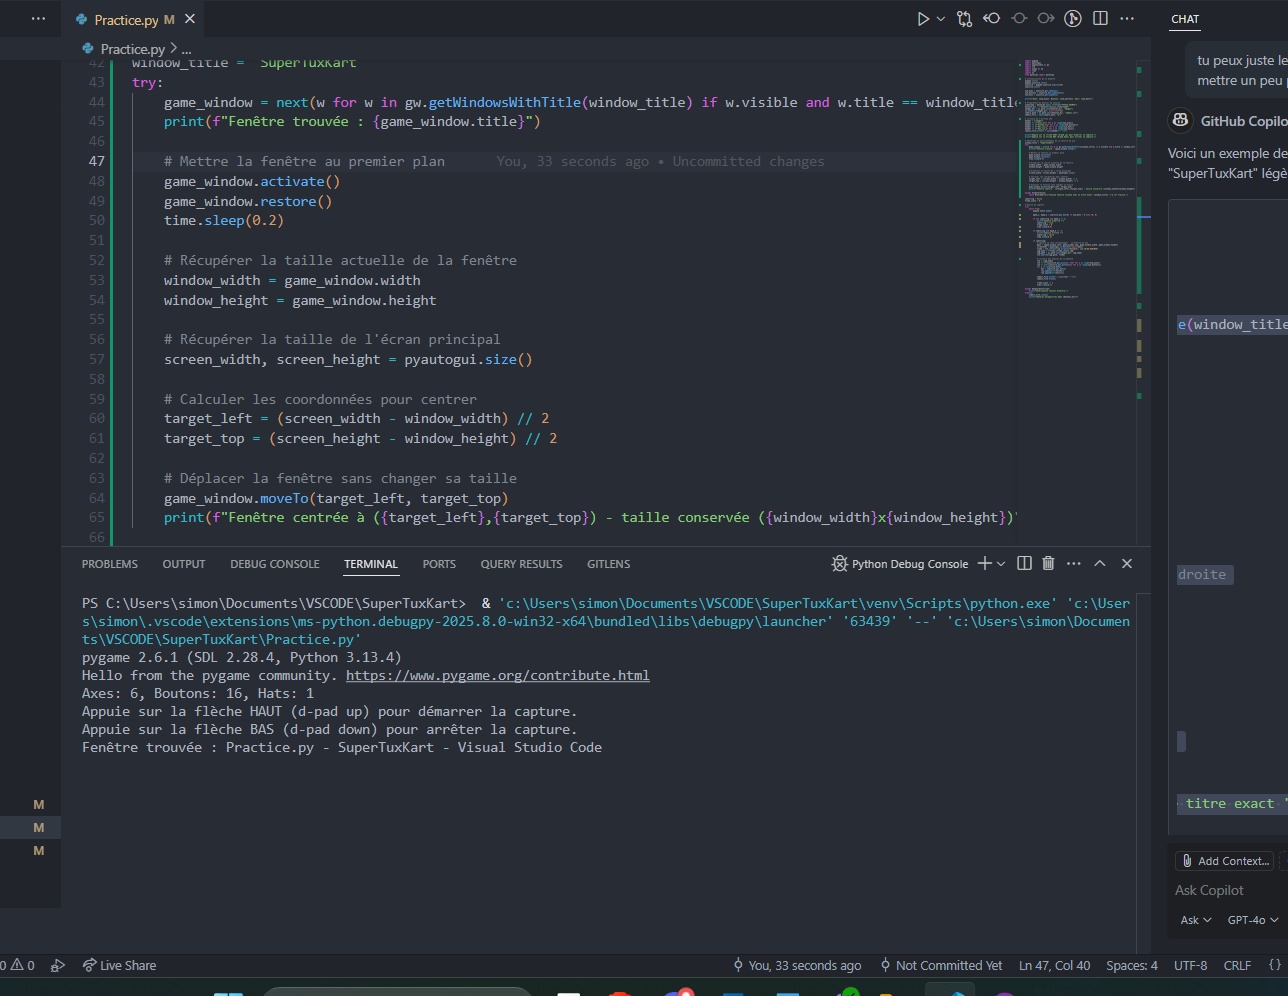 Practice.py M
CHAT
Practice.py > ...
tu peux juste le
mettre un peu
42 window_title = "SuperTuxKart"
43 try:
44 game_window = next(w for w in gw.getWindowsWithTitle(window_title) if w.visible and w.title == window_titl
45 print(f"Fenêtre trouvée : {game_window.title}")
46
47 # Mettre la fenêtre au premier plan You, 33 seconds ago • Uncommitted changes
48 game_window.activate()
49 game_window.restore()
50 time.sleep(0.2)
51
52 # Récupérer la taille actuelle de la fenêtre
53 window_width = game_window.width
54 window_height = game_window.height
55
56 # Récupérer la taille de l'écran principal
57 screen_width, screen_height = pyautogui.size()
58
59 # Calculer les coordonnées pour centrer
60 target_left = (screen_width - window_width) // 2
61 target_top = (screen_height - window_height) // 2
62
63 # Déplacer la fenêtre sans changer sa taille
64 game_window.moveTo(target_left, target_top)
65 print(f"Fenêtre centrée à ({target_left},{target_top}) - taille conservée ({window_width}x{window_height})"
66
GitHub Copilo
Voici un exemple de
"SuperTuxKart" légè
e(window_title
droite
titre exact '
PROBLEMS OUTPUT DEBUG CONSOLE TERMINAL PORTS QUERY RESULTS GITLENS Python Debug Console
PS C:\Users\simon\Documents\VSCODE\SuperTuxKart> & 'c:\Users\simon\Documents\VSCODE\SuperTuxKart\venv\Scripts\python.exe' 'c:\User
s\simon\.vscode\extensions\ms-python.debugpy-2025.8.0-win32-x64\bundled\libs\debugpy\launcher' '63439' '--' 'c:\Users\simon\Documen
ts\VSCODE\SuperTuxKart\Practice.py'
pygame 2.6.1 (SDL 2.28.4, Python 3.13.4)
Hello from the pygame community. https://www.pygame.org/contribute.html
Axes: 6, Boutons: 16, Hats: 1
Appuie sur la flèche HAUT (d-pad up) pour démarrer la capture.
Appuie sur la flèche BAS (d-pad down) pour arrêter la capture.
Fenêtre trouvée : Practice.py - SuperTuxKart - Visual Studio Code
M
M
M
Add Context...
Ask Copilot
Ask GPT-4o
0 0 Live Share You, 33 seconds ago Not Committed Yet Ln 47, Col 40 Spaces: 4 UTF-8 CRLF {}